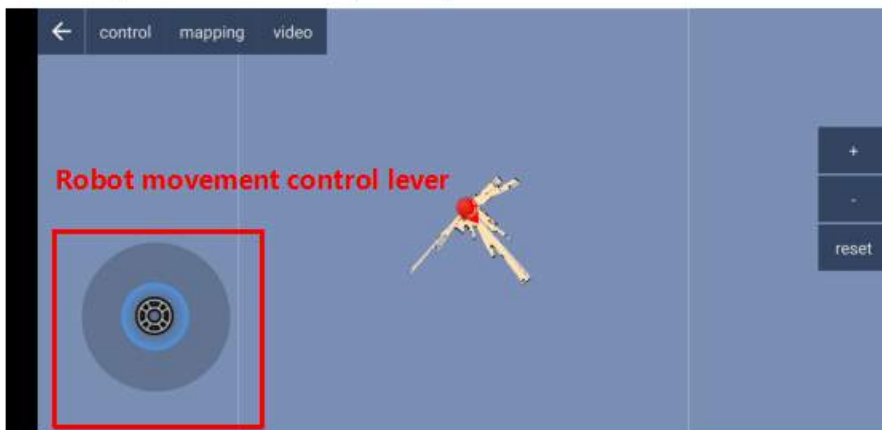 control mapping video
+
Robot movement control lever
-
reset